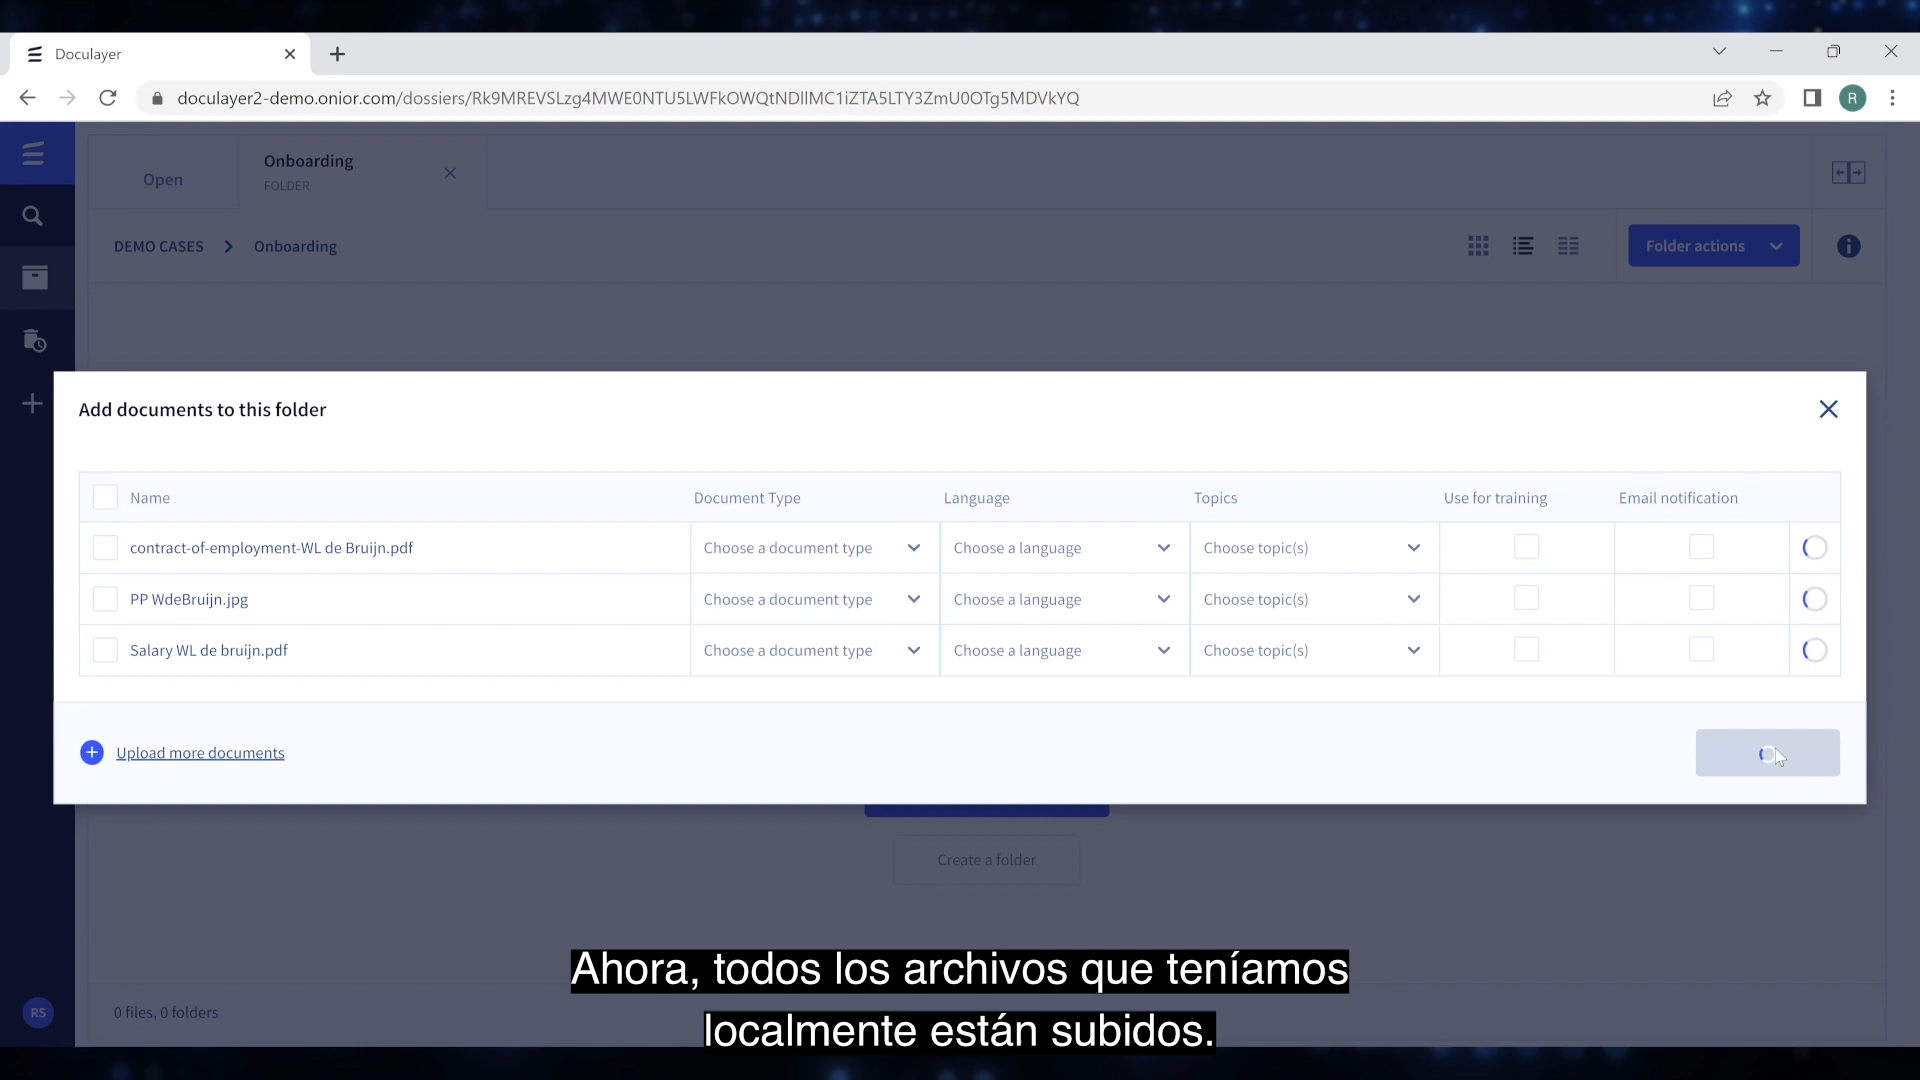 Doculayer
doculayer2-demo.onior.com/dossiers/Rk9MREVSLzg4MWE0NTU5LWFkOWQtNDllMC1iZTA5LTY3ZmU0OTg5MDVkYQ
R
Open
Onboarding
FOLDER
DEMO CASES
Onboarding
Folder actions
Add documents to this folder
Name Document Type Language Topics Use for training Email notification
contract-of-employment-WL de Bruijn.pdf Choose a document type Choose a language Choose topic(s)
PP WdeBruijn.jpg Choose a document type Choose a language Choose topic(s)
Salary WL de bruijn.pdf Choose a document type Choose a language Choose topic(s)
Upload more documents
Create a folder
RS
0 files, 0 folders
Ahora, todos los archivos que teníamos
localmente están subidos.